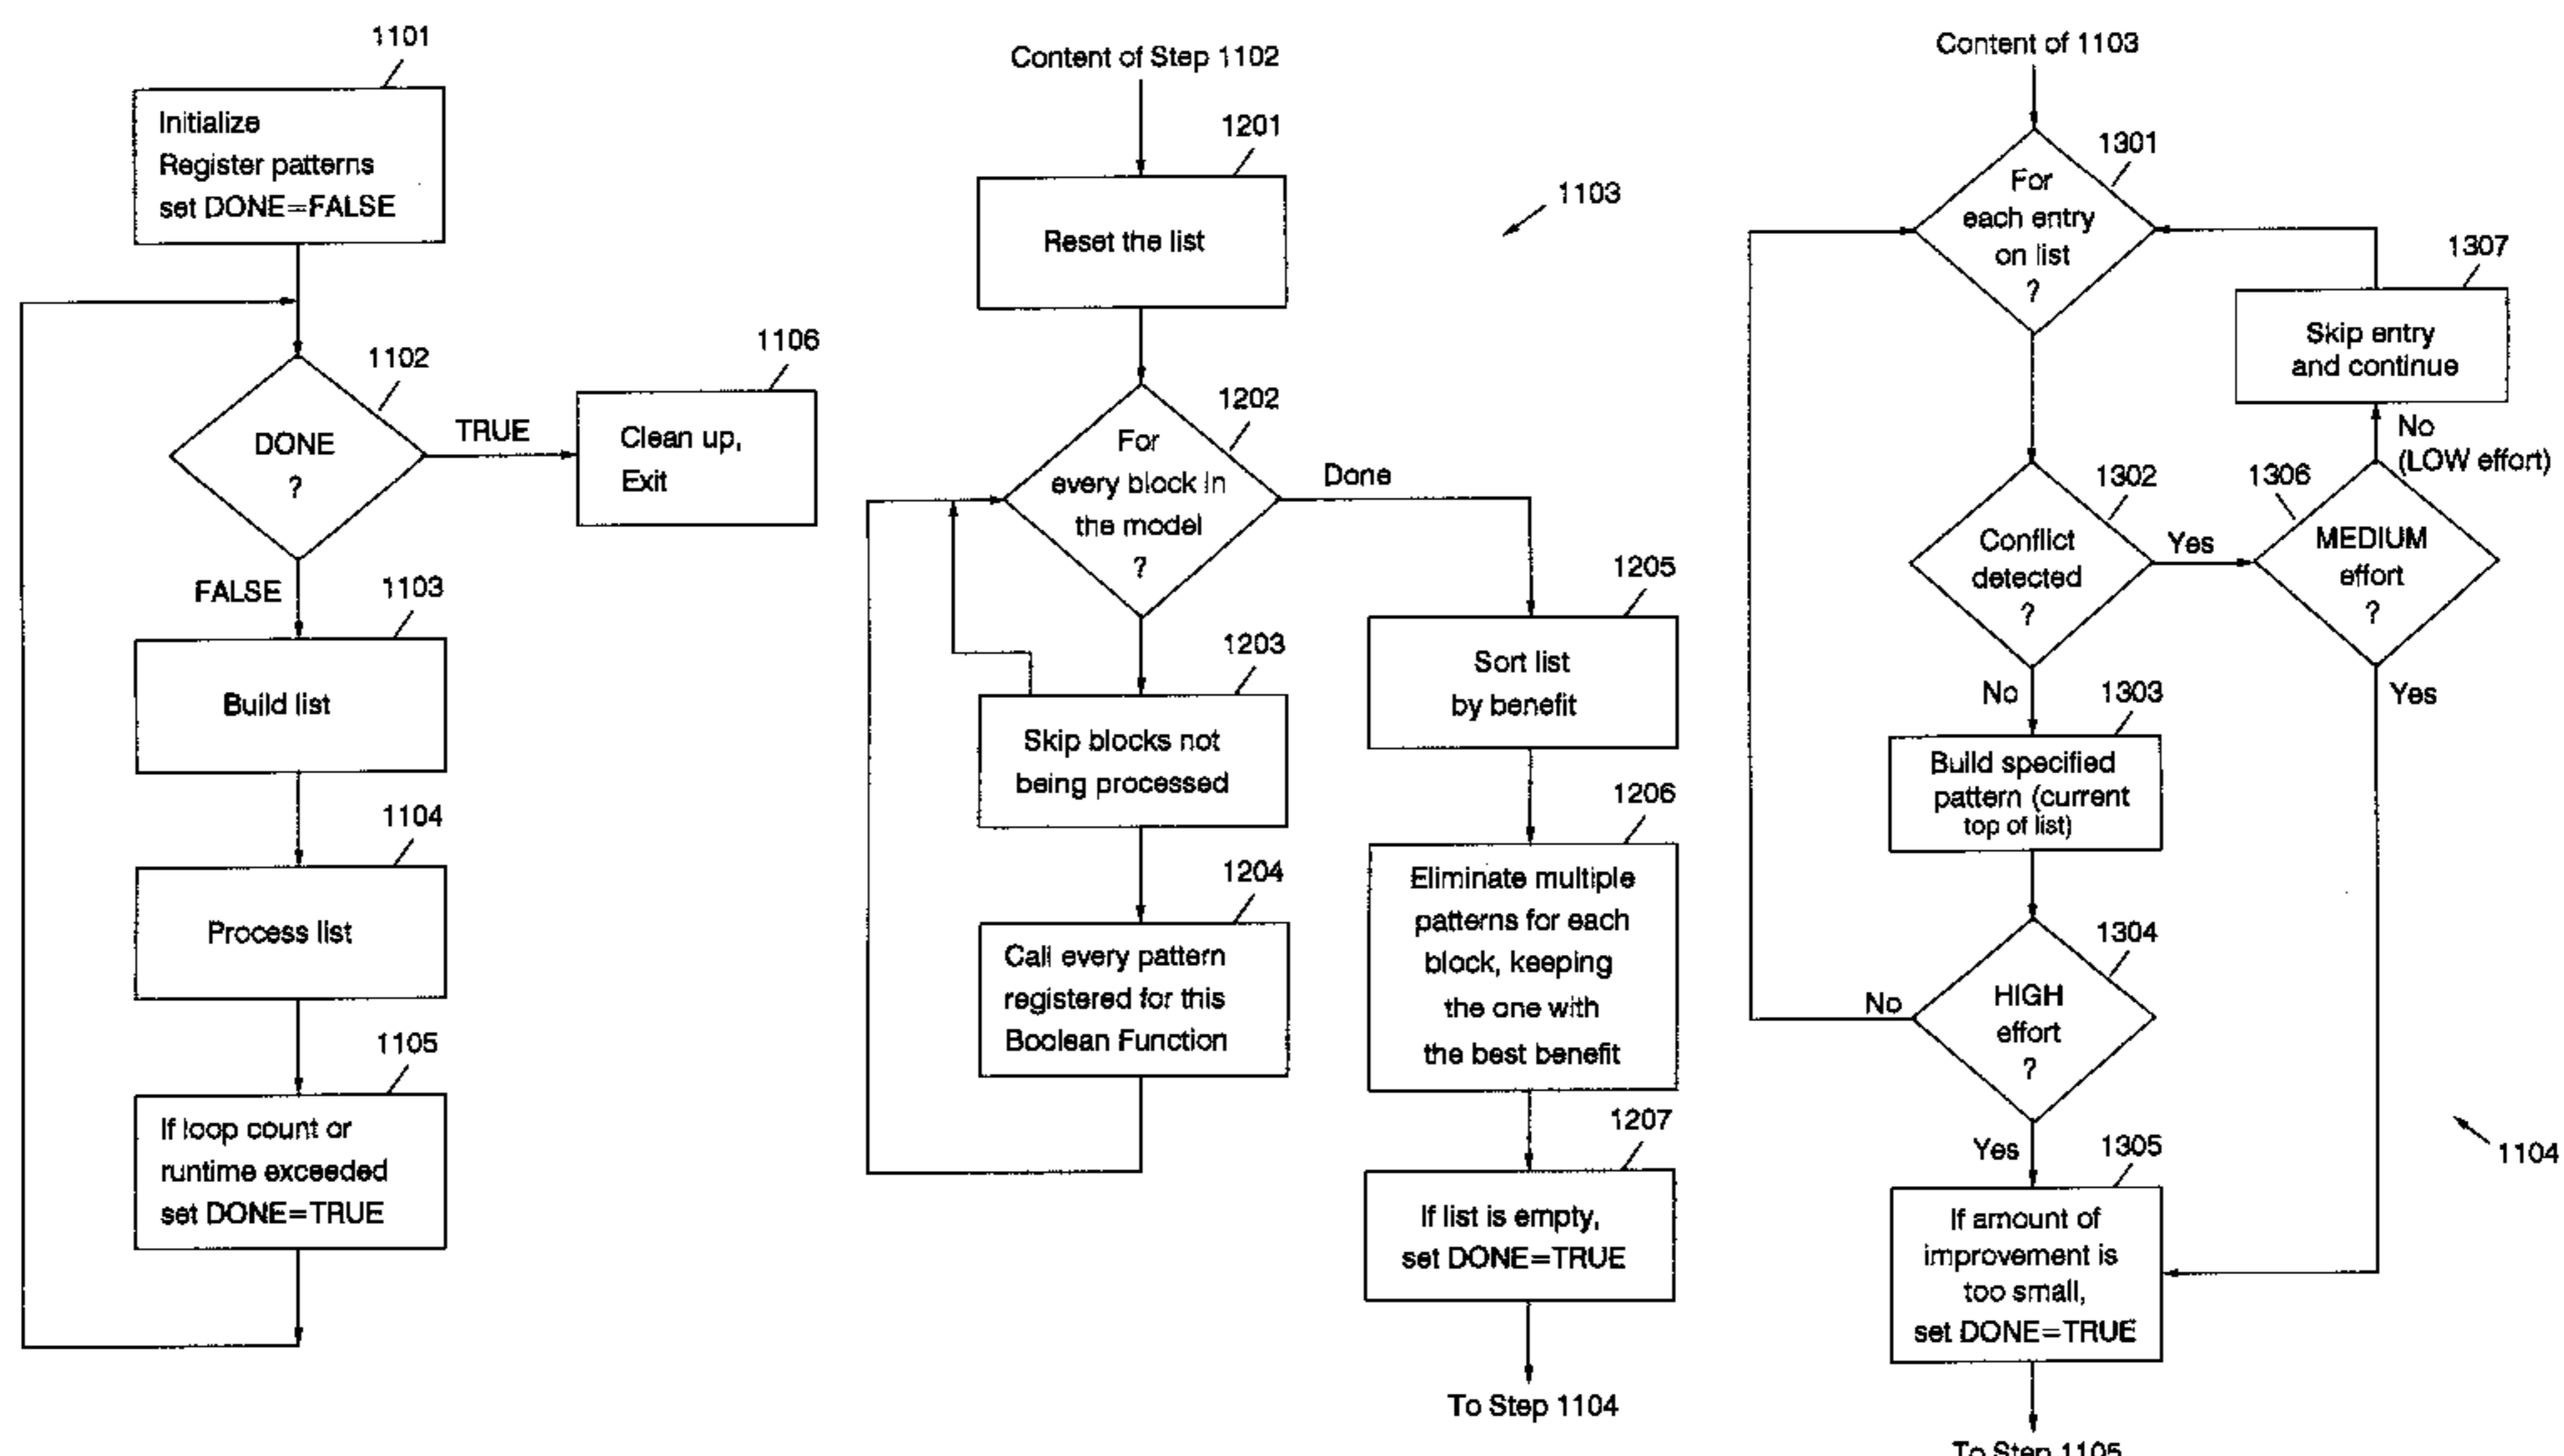 1101
Initialize
Register patterns
set DONE=FALSE
1102
DONE
?
TRUE
1106
Clean up,
Exit
FALSE
1103
Build list
1104
Process list
1105
If loop count or
runtime exceeded
set DONE=TRUE
Content of Step 1102
1201
Reset the list
1103
1202
For
every block in
the model
?
Done
1203
Skip blocks not
being processed
1204
Call every pattern
registered for this
Boolean Function
1205
Sort list
by benefit
1206
Eliminate multiple
patterns for each
block, keeping
the one with
the best benefit
1207
If list is empty,
set DONE=TRUE
To Step 1104
Content of 1103
1301
For
each entry
on list
?
1307
Skip entry
and continue
No
(LOW effort)
1302
Conflict
detected
?
Yes
1306
MEDIUM
effort
?
Yes
No
1303
Build specified
pattern (current
top of list)
1304
HIGH
effort
?
No
Yes
1305
If amount of
improvement is
too small,
set DONE=TRUE
1104
To Step 1105